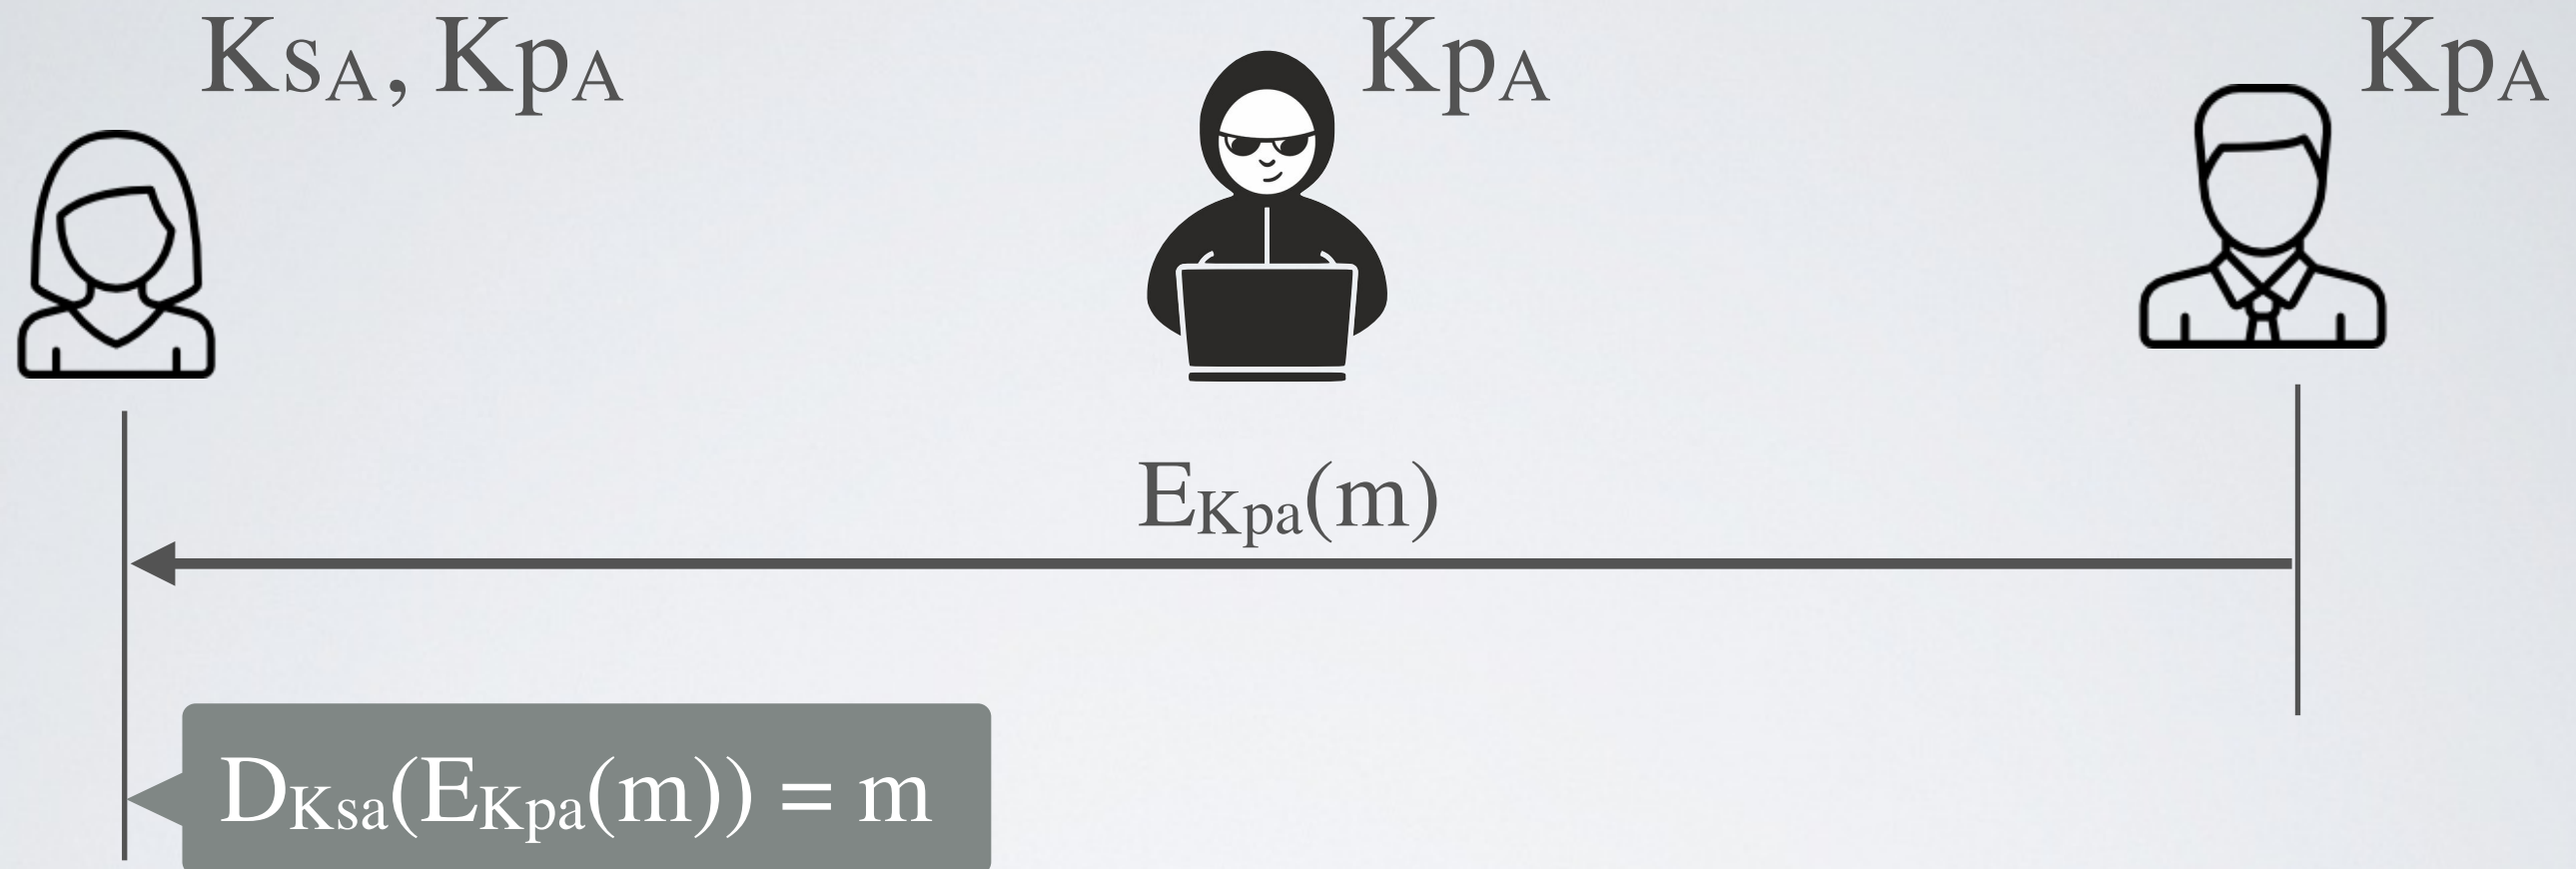 KsA, KpA
KpA
KpA
EKpa(m)
DKsa(EKpa(m)) = m